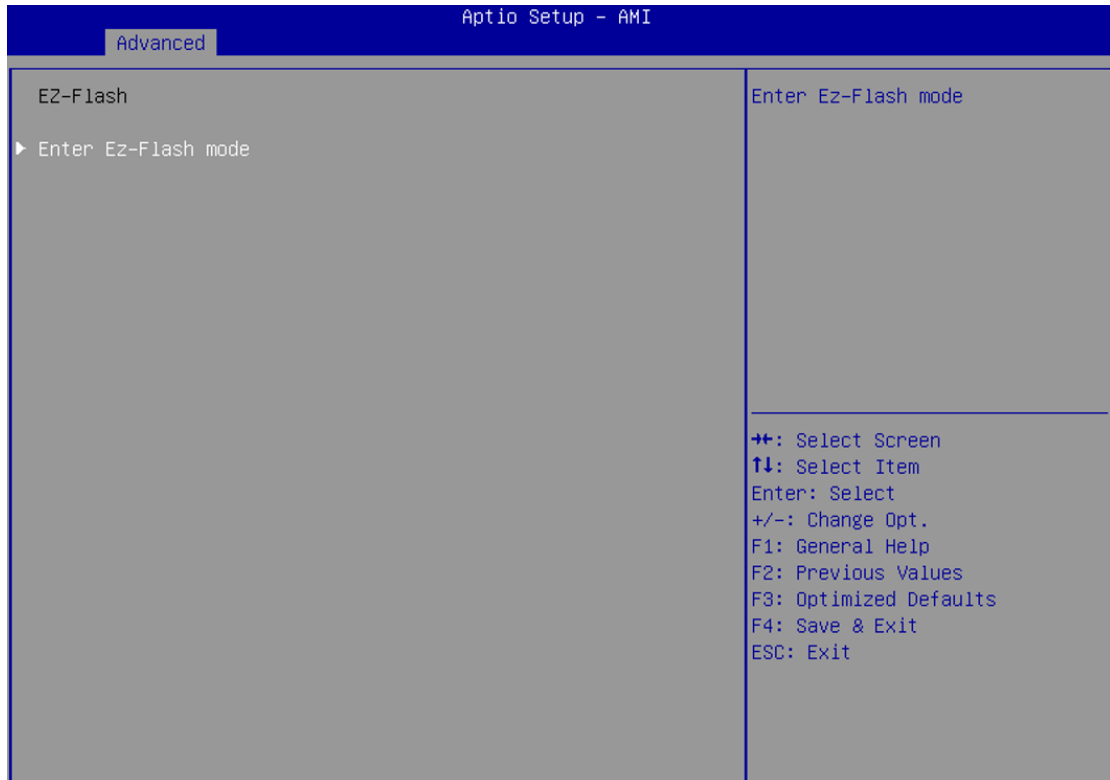 Aptio Setup – AMI
Advanced
EZ-Flash
▶ Enter Ez-Flash mode
Enter Ez-Flash mode
→←: Select Screen
↑↓: Select Item
Enter: Select
+/-: Change Opt.
F1: General Help
F2: Previous Values
F3: Optimized Defaults
F4: Save & Exit
ESC: Exit